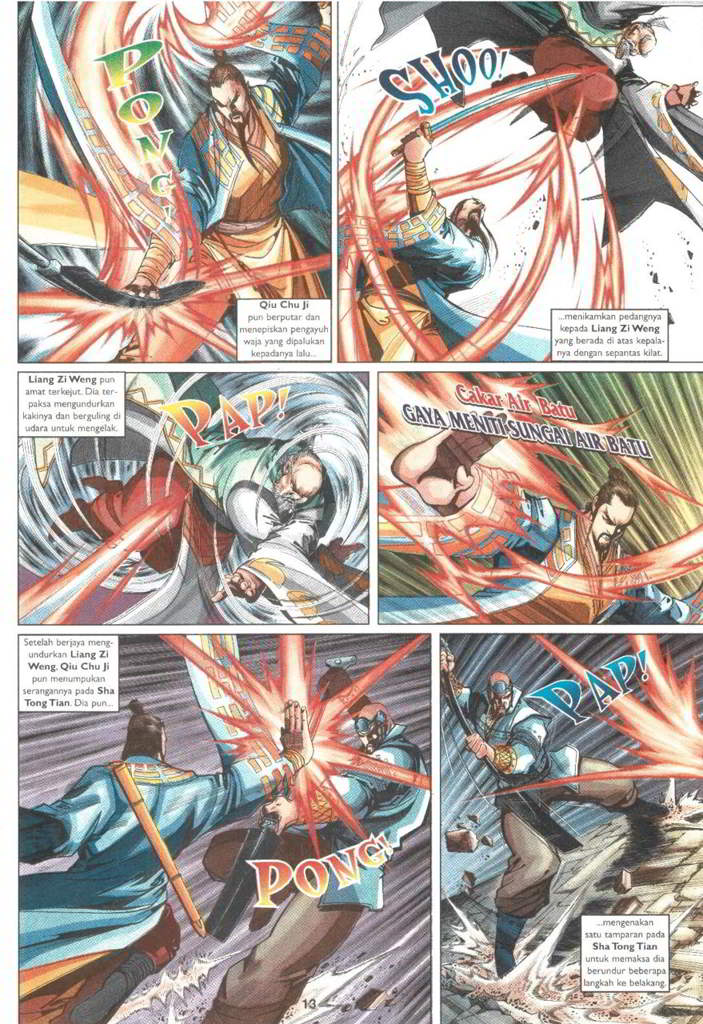 PONG!
Qiu Chu Ji
pun berputar dan
menepiskan pengayuh
waja yang dipalukan
kepadanya lalu...
SHOO!
...menikamkan pedangnya
kepada Liang Zi Weng
yang berada di atas kepala-
nya dengan sepantas kilat.
Liang Zi Weng pun
amat terkejut. Dia ter-
paksa mengundurkan
kakinya dan berguling di
udara untuk mengelak.
PAP!
Cakar Air Batu
GAYA MENITI SUNGAI AIR BATU
Setelah berjaya meng-
undurkan Liang Zi
Weng, Qiu Chu Ji
pun menumpukan
serangannya pada Sha
Tong Tian. Dia pun...
PONG!
PAP!
...mengenakan
satu tamparan pada
Sha Tong Tian
untuk memaksa dia
berundur beberapa
langkah ke belakang.
13